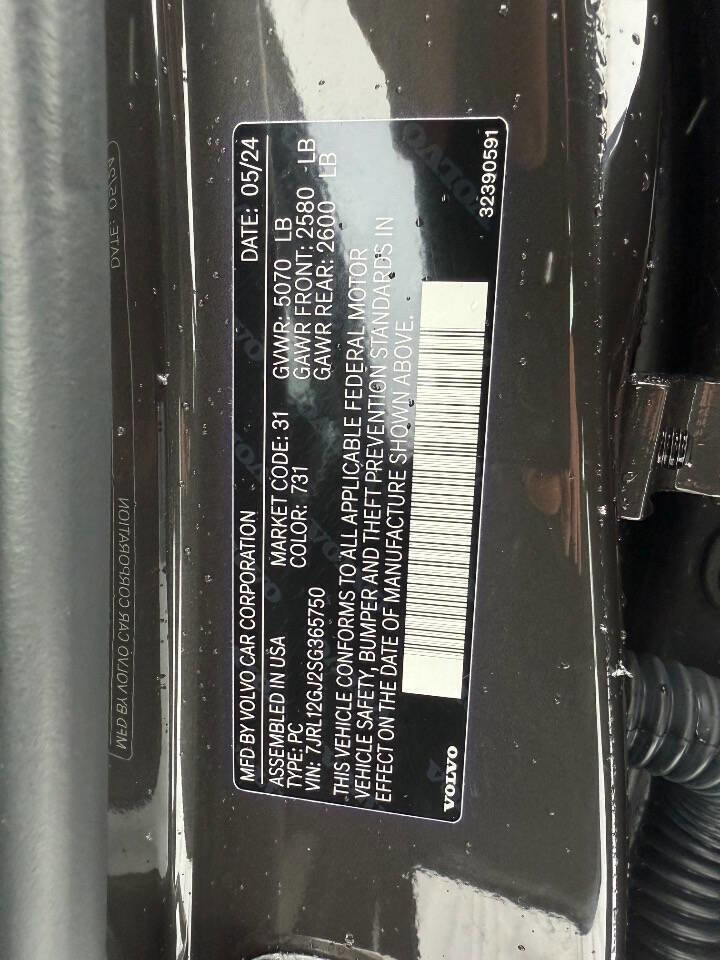 MFD BY VOLVO CAR CORPORATION DATE: 05/24
ASSEMBLED IN USA MARKET CODE: 31 GVWR: 5070 LB
TYPE: PC COLOR: 731 GAWR FRONT: 2580 LB
VIN: 7JRL12GJ2SG365750 GAWR REAR: 2600 LB
THIS VEHICLE CONFORMS TO ALL APPLICABLE FEDERAL MOTOR
VEHICLE SAFETY, BUMPER AND THEFT PREVENTION STANDARDS IN
EFFECT ON THE DATE OF MANUFACTURE SHOWN ABOVE.
VOLVO 32390591